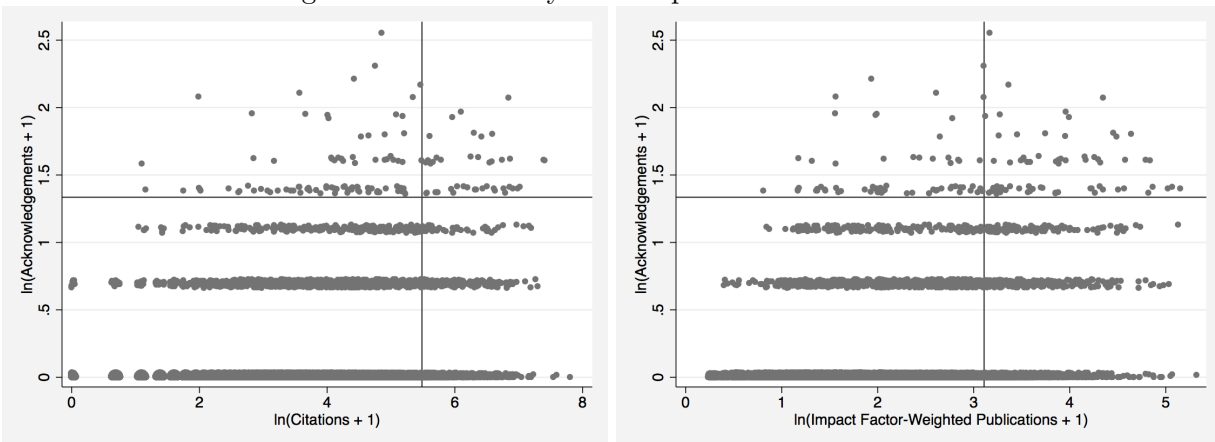 2.5
2
1.5
1
.5
0
ln(Acknowledgements + 1)
0 2 4 6 8
ln(Citations + 1)
2.5
2
1.5
1
.5
0
ln(Acknowledgements + 1)
0 1 2 3 4 5
ln(Impact Factor-Weighted Publications + 1)